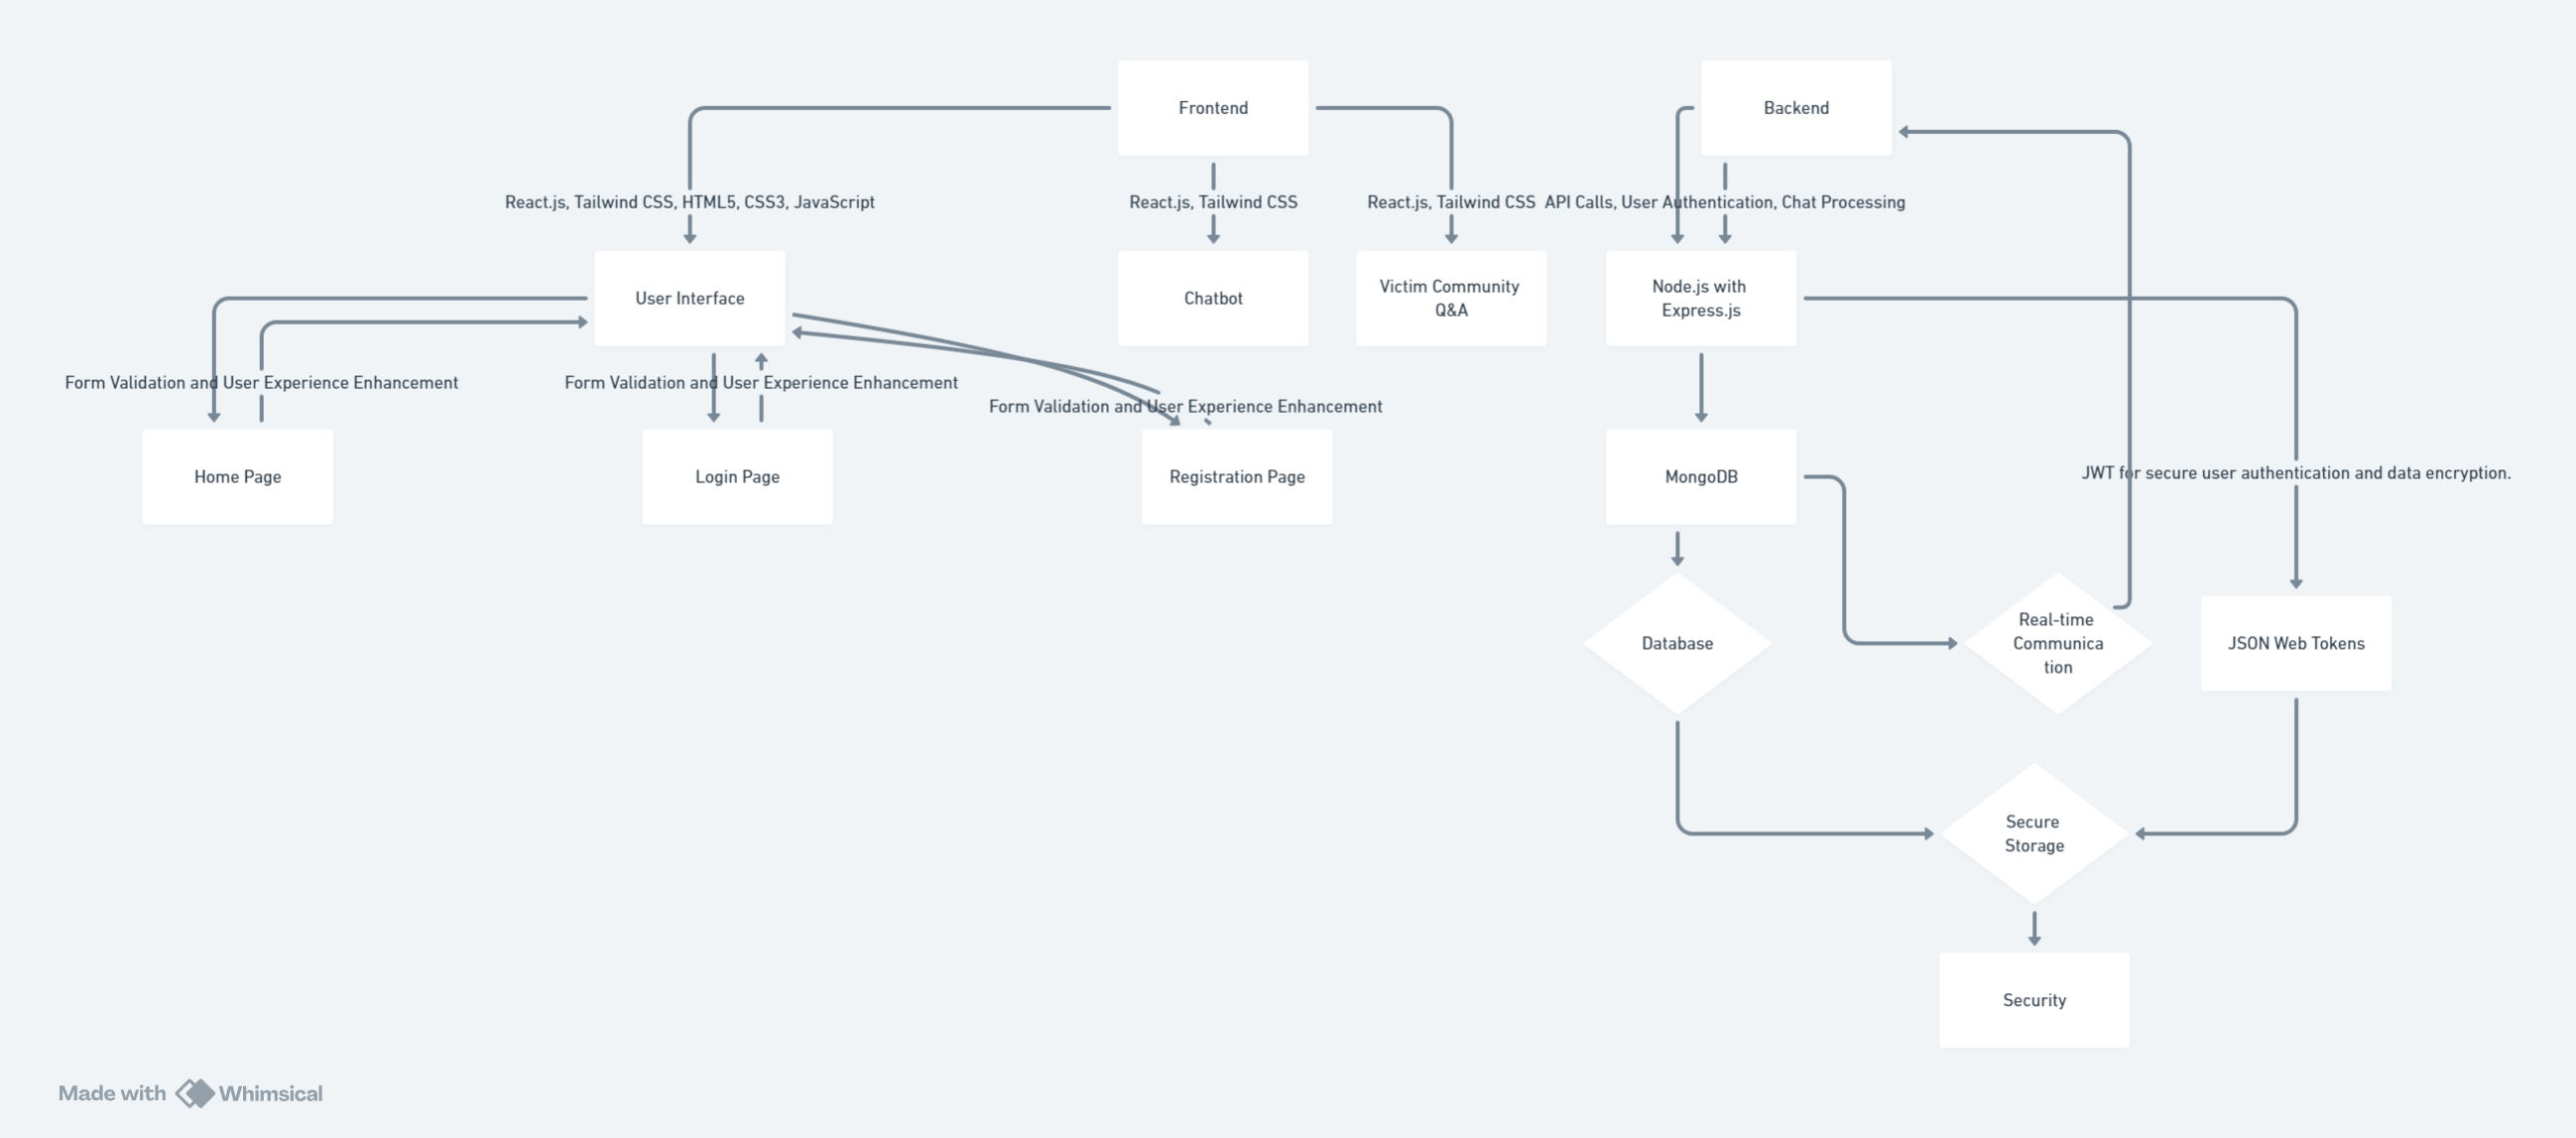 Frontend
Backend
React.js, Tailwind CSS, HTML5, CSS3, JavaScript
React.js, Tailwind CSS
React.js, Tailwind CSS
API Calls, User Authentication, Chat Processing
User Interface
Chatbot
Victim Community
Q&A
Node.js with
Express.js
Form Validation and User Experience Enhancement
Form Validation and User Experience Enhancement
Form Validation and User Experience Enhancement
Home Page
Login Page
Registration Page
MongoDB
JWT for secure user authentication and data encryption.
Database
Real-time
Communica
tion
JSON Web Tokens
Secure
Storage
Security
Made with Whimsical